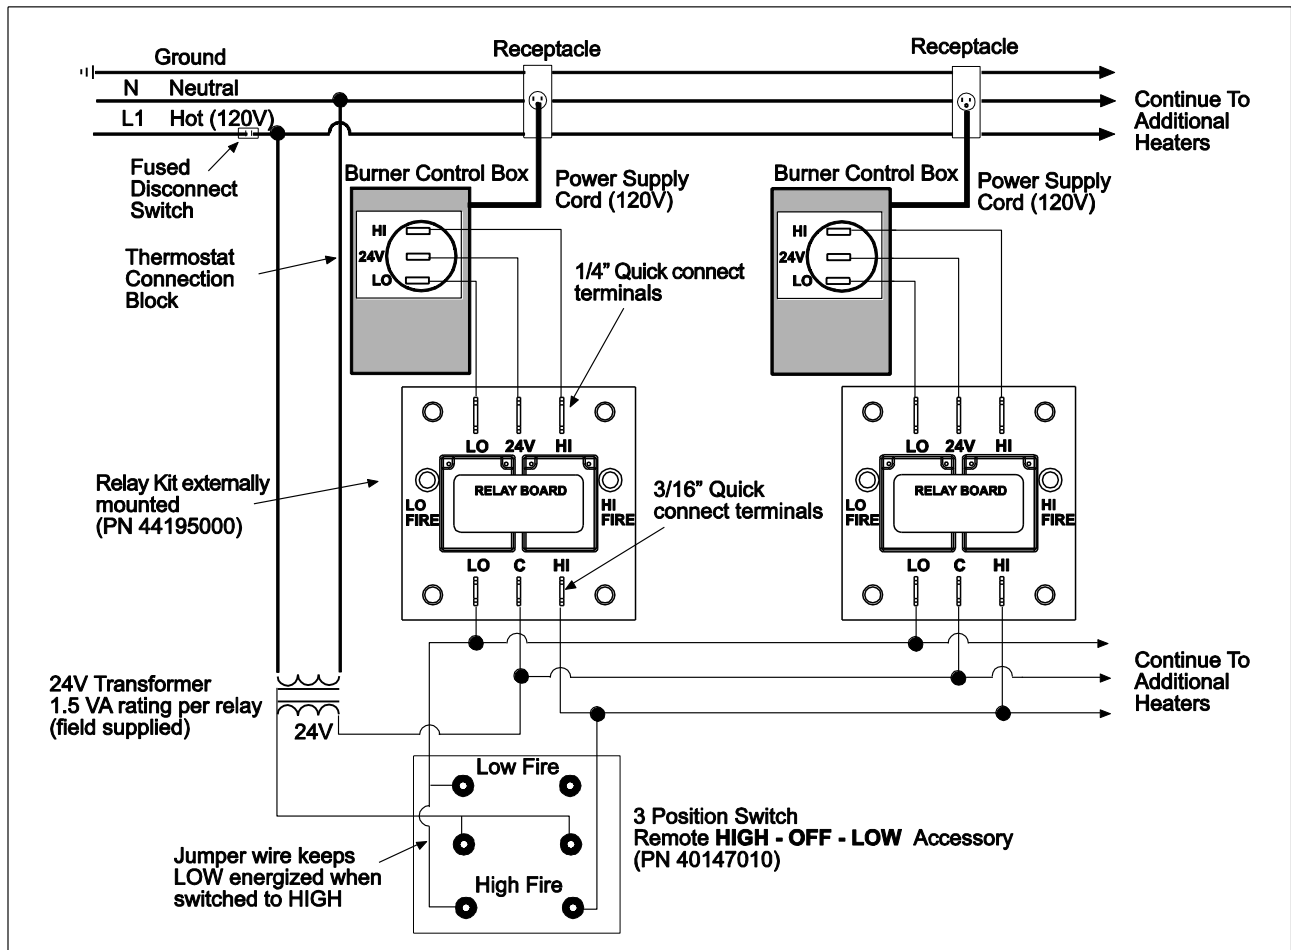 Ground
Receptacle
Receptacle
N Neutral
L1 Hot (120V)
Continue To
Additional
Heaters
Fused
Disconnect
Switch
Burner Control Box
Power Supply
Cord (120V)
Burner Control Box
Power Supply
Cord (120V)
HI
24V
LO
HI
24V
LO
Thermostat
Connection
Block
1/4” Quick connect
terminals
LO 24V HI
LO 24V HI
Relay Kit externally
mounted
(PN 44195000)
RELAY BOARD
LO
FIRE
HI
FIRE
3/16” Quick
connect terminals
RELAY BOARD
LO
FIRE
HI
FIRE
LO C HI
LO C HI
24V Transformer
1.5 VA rating per relay
(field supplied)
24V
Continue To
Additional
Heaters
Low Fire
High Fire
3 Position Switch
Remote HIGH - OFF - LOW Accessory
(PN 40147010)
Jumper wire keeps
LOW energized when
switched to HIGH